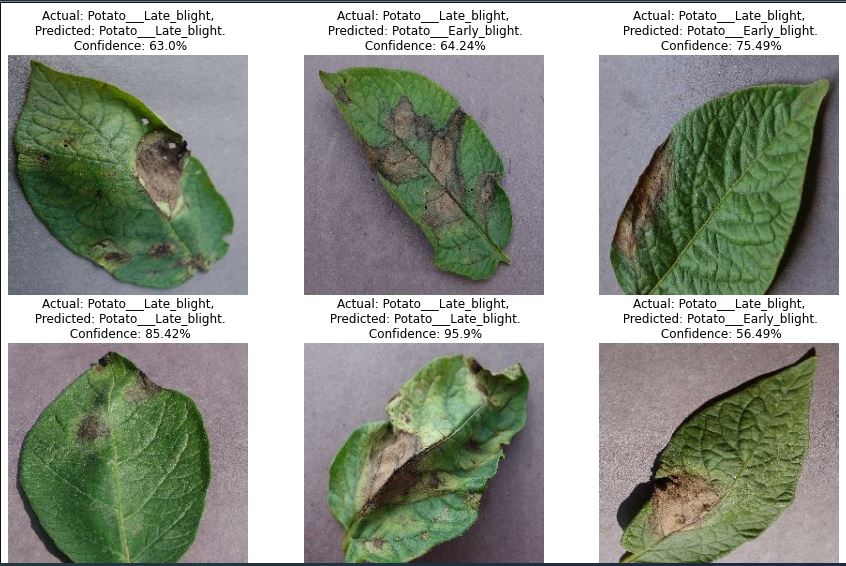 Actual: Potato___Late_blight,
Predicted: Potato___Late_blight.
Confidence: 63.0%
Actual: Potato___Late_blight,
Predicted: Potato___Early_blight.
Confidence: 64.24%
Actual: Potato___Late_blight,
Predicted: Potato___Early_blight.
Confidence: 75.49%
Actual: Potato___Late_blight,
Predicted: Potato___Late_blight.
Confidence: 85.42%
Actual: Potato___Late_blight,
Predicted: Potato___Late_blight.
Confidence: 95.9%
Actual: Potato___Late_blight,
Predicted: Potato___Early_blight.
Confidence: 56.49%